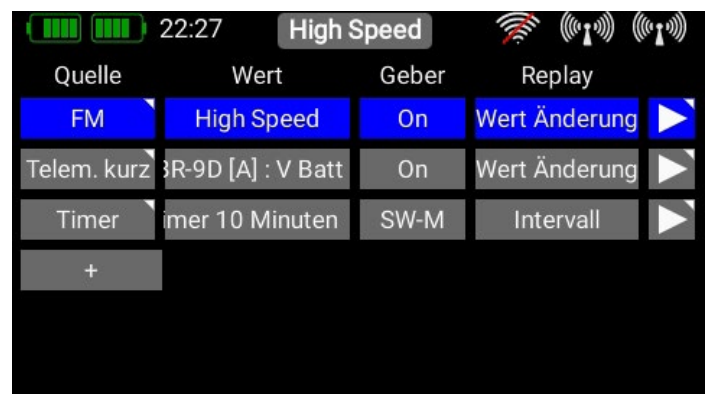 22:27 High Speed
Quelle Wert Geber Replay
FM High Speed On Wert Änderung
Telem. kurz R-9D [A] : V Batt On Wert Änderung
Timer imer 10 Minuten SW-M Intervall
+